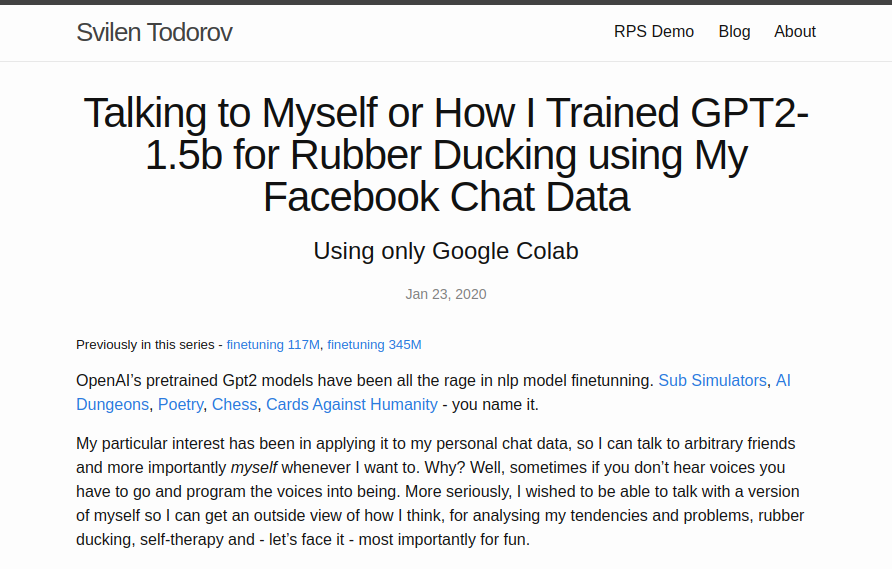 Svilen Todorov
RPS Demo Blog About
Talking to Myself or How I Trained GPT2-
1.5b for Rubber Ducking using My
Facebook Chat Data
Using only Google Colab
Jan 23, 2020
Previously in this series - finetuning 117M, finetuning 345M
OpenAI’s pretrained Gpt2 models have been all the rage in nlp model finetunning. Sub Simulators, AI
Dungeons, Poetry, Chess, Cards Against Humanity - you name it.
My particular interest has been in applying it to my personal chat data, so I can talk to arbitrary friends
and more importantly myself whenever I want to. Why? Well, sometimes if you don’t hear voices you
have to go and program the voices into being. More seriously, I wished to be able to talk with a version
of myself so I can get an outside view of how I think, for analysing my tendencies and problems, rubber
ducking, self-therapy and - let’s face it - most importantly for fun.